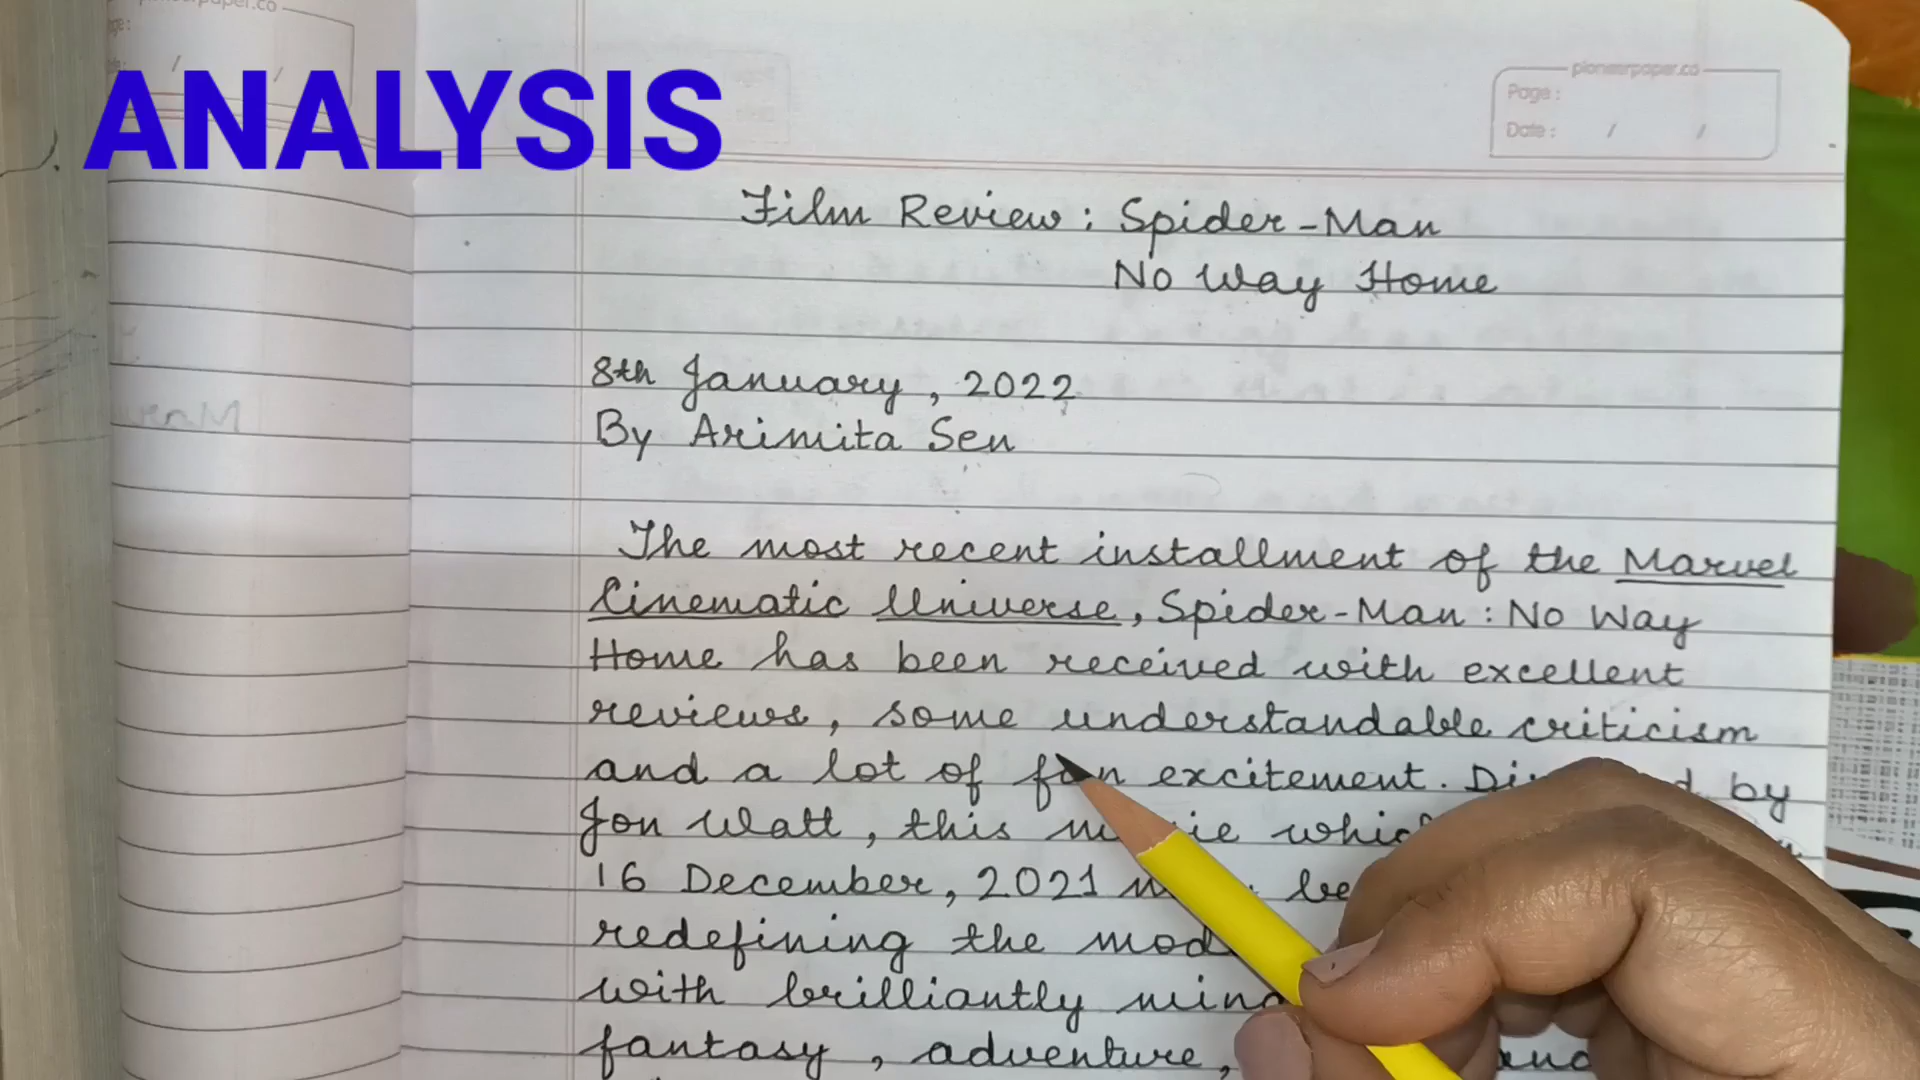 ANALYSIS
pioneerpaper.co
Page:
Date: / /
Film Review: Spider-Man
No Way Home
8th January, 2022
By Arimita Sen
The most recent installment of the Marvel
Cinematic Universe, Spider-Man: No Way
Home has been received with excellent
reviews, some understandable criticism
and a lot of fan excitement. by
Jon Watt, this
16 December, 2021
redefining the
with brilliantly
fantasy, adventure,